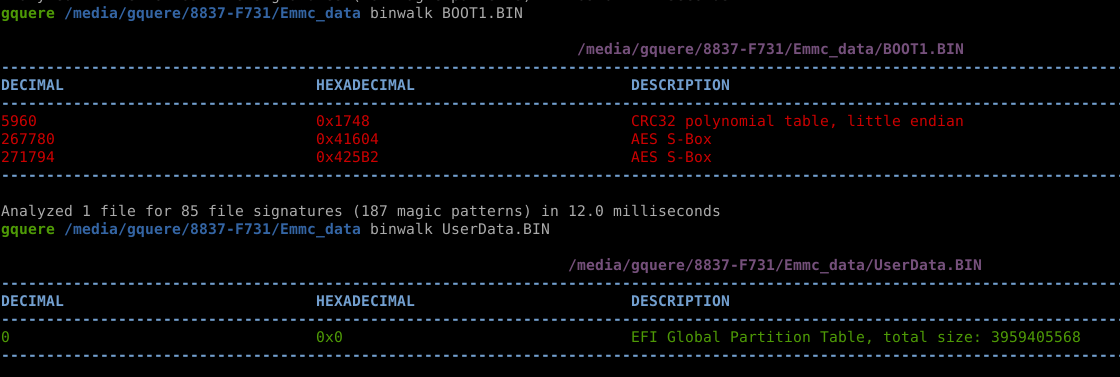 gquere /media/gquere/8837-F731/Emmc_data binwalk BOOT1.BIN
/media/gquere/8837-F731/Emmc_data/BOOT1.BIN
DECIMAL HEXADECIMAL DESCRIPTION
5960 0x1748 CRC32 polynomial table, little endian
267780 0x41604 AES S-Box
271794 0x425B2 AES S-Box
Analyzed 1 file for 85 file signatures (187 magic patterns) in 12.0 milliseconds
gquere /media/gquere/8837-F731/Emmc_data binwalk UserData.BIN
/media/gquere/8837-F731/Emmc_data/UserData.BIN
DECIMAL HEXADECIMAL DESCRIPTION
0 0x0 EFI Global Partition Table, total size: 3959405568